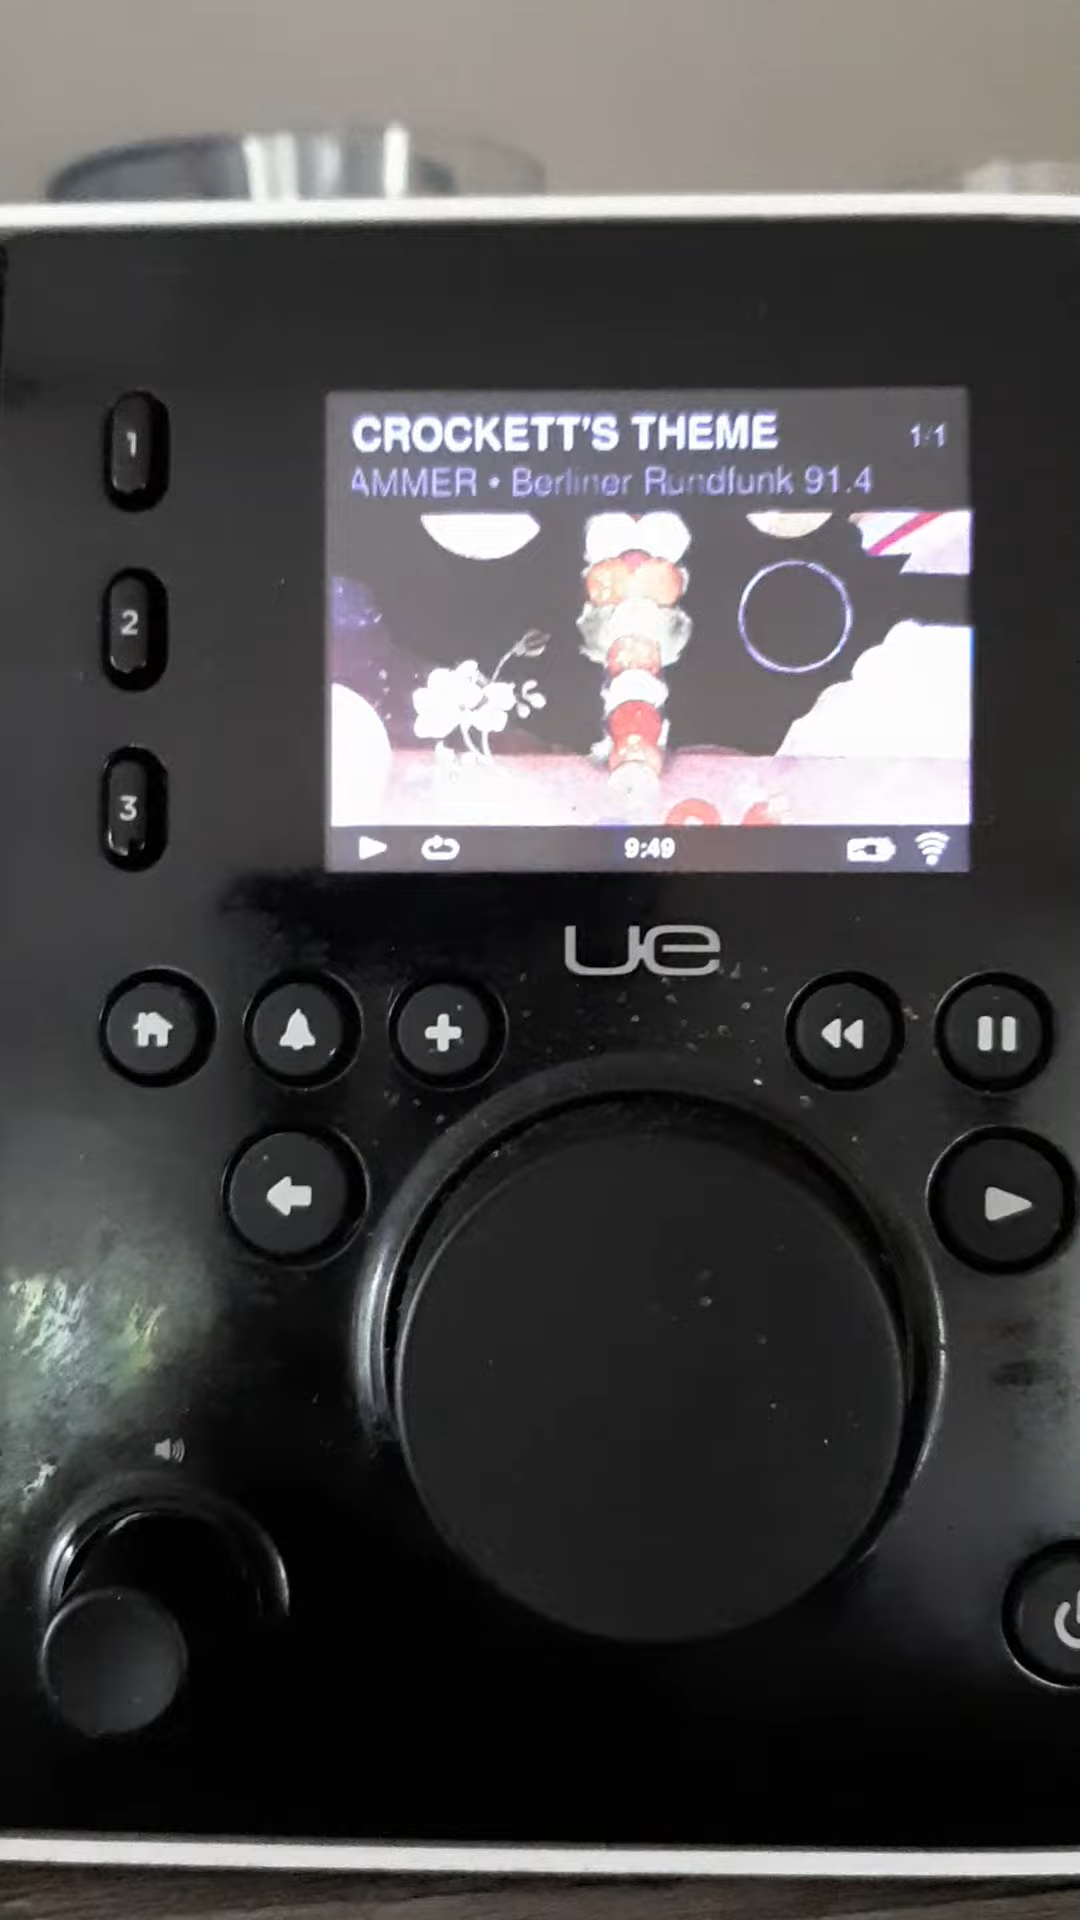 CROCKETT'S THEME 1/1
AMMER • Berliner Rundfunk 91.4
9:49
ue
1
2
3